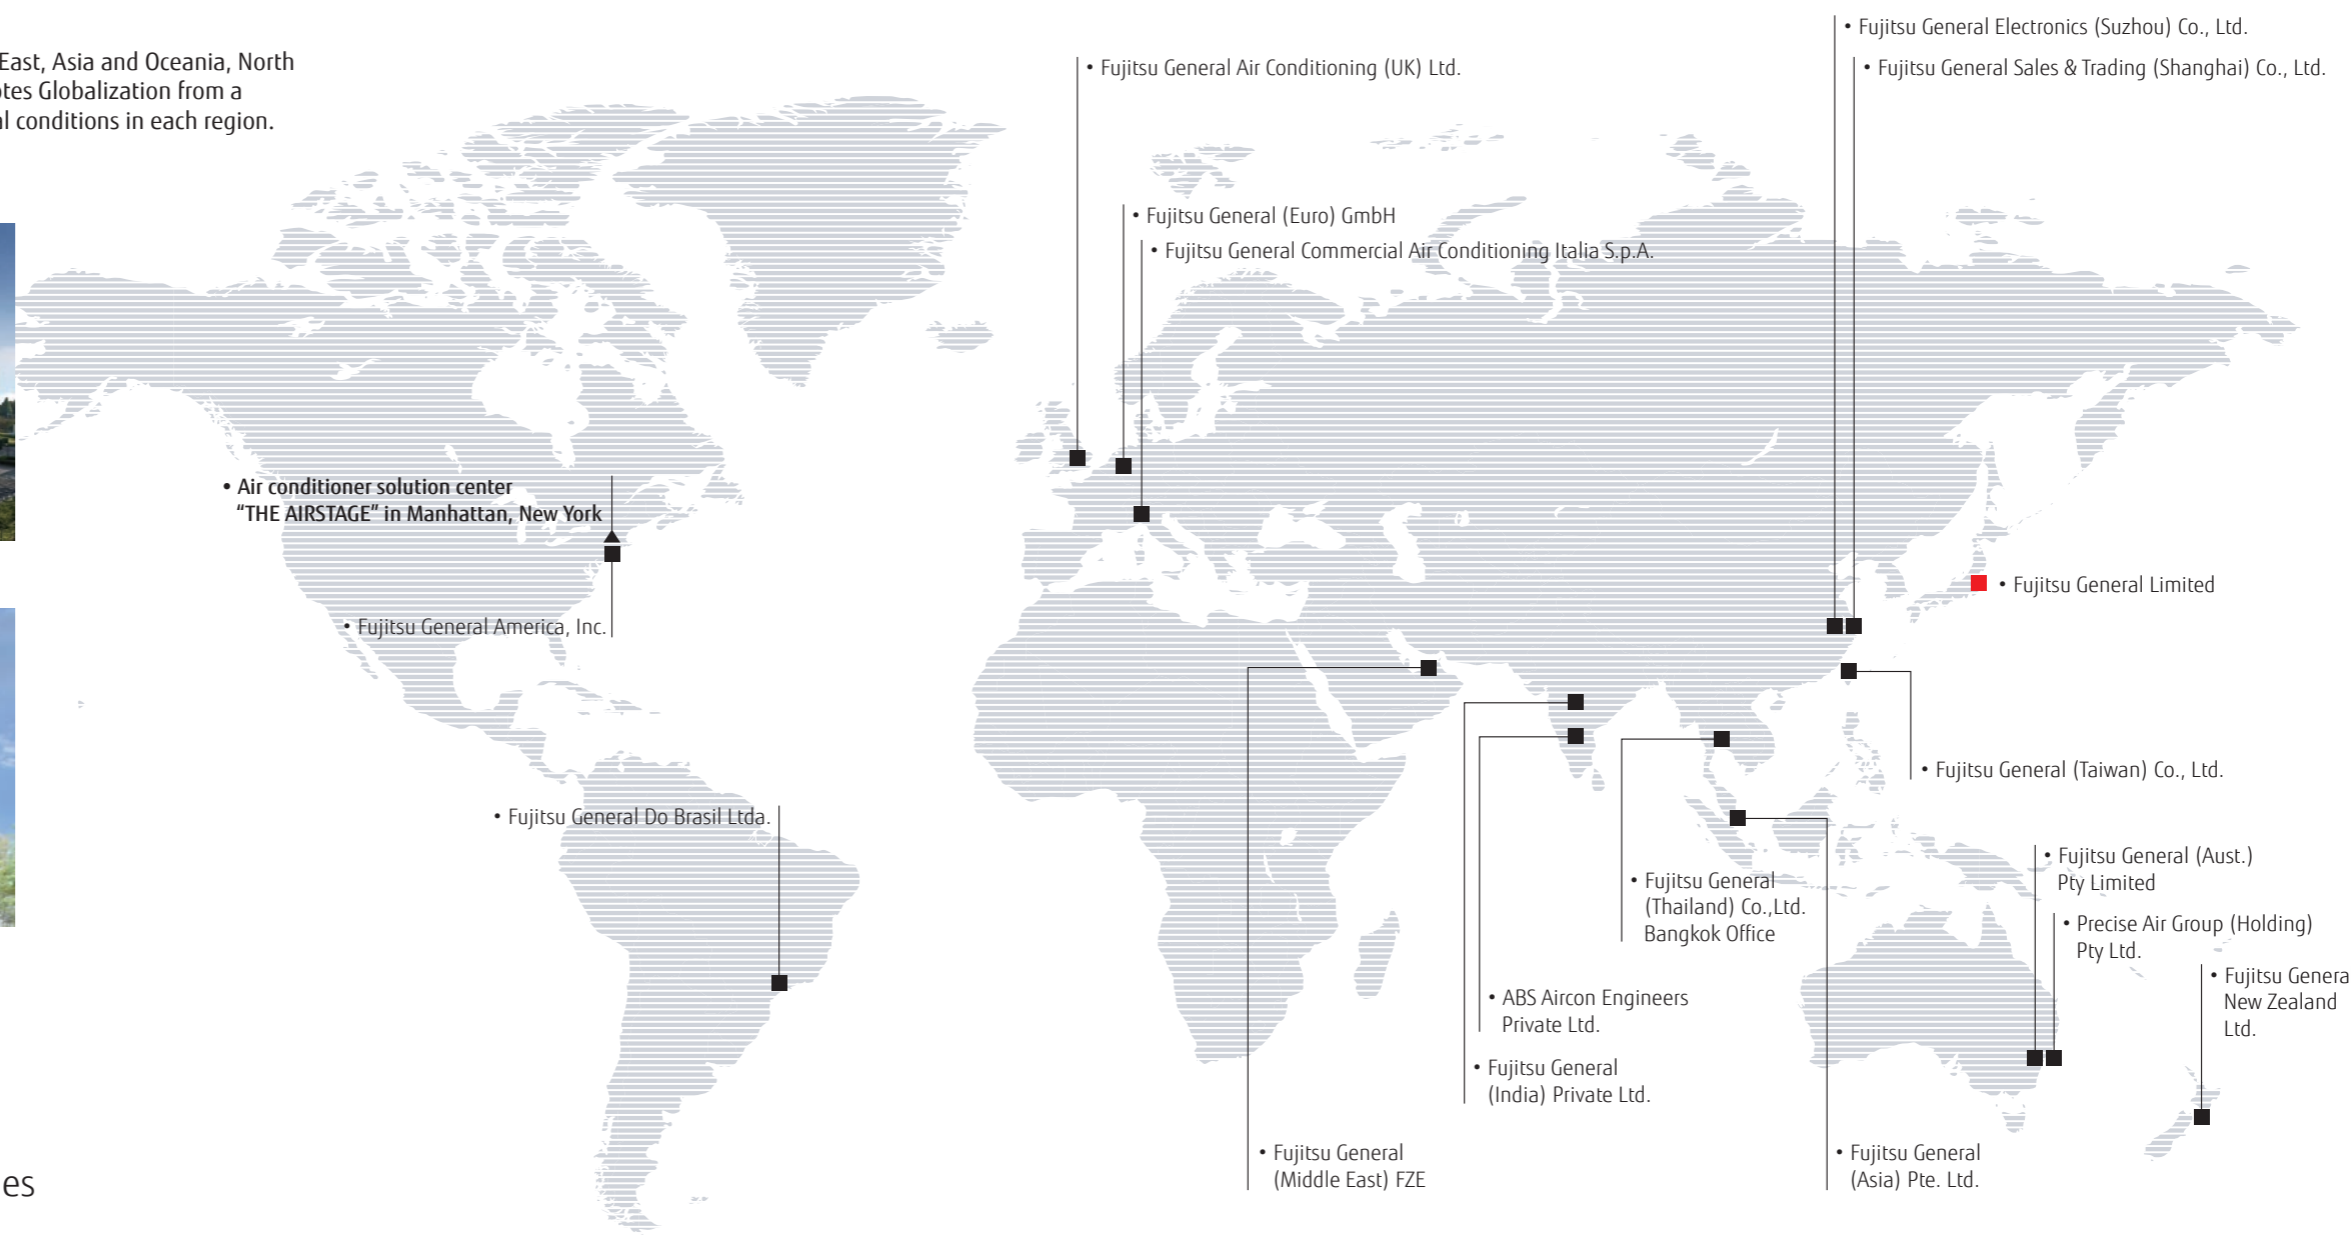 East, Asia and Oceania, North
otes Globalization from a
al conditions in each region.
• Fujitsu General Electronics (Suzhou) Co., Ltd.
• Fujitsu General Air Conditioning (UK) Ltd.
• Fujitsu General Sales & Trading (Shanghai) Co., Ltd.
• Fujitsu General (Euro) GmbH
• Fujitsu General Commercial Air Conditioning Italia S.p.A.
• Air conditioner solution center
“THE AIRSTAGE” in Manhattan, New York
• Fujitsu General Limited
• Fujitsu General America, Inc.
• Fujitsu General (Taiwan) Co., Ltd.
• Fujitsu General Do Brasil Ltda.
• Fujitsu General (Aust.)
Pty Limited
• Fujitsu General
(Thailand) Co.,Ltd.
Bangkok Office
• Precise Air Group (Holding)
Pty Ltd.
• Fujitsu Genera
New Zealand
Ltd.
• ABS Aircon Engineers
Private Ltd.
• Fujitsu General
(India) Private Ltd.
• Fujitsu General
(Middle East) FZE
• Fujitsu General
(Asia) Pte. Ltd.
es